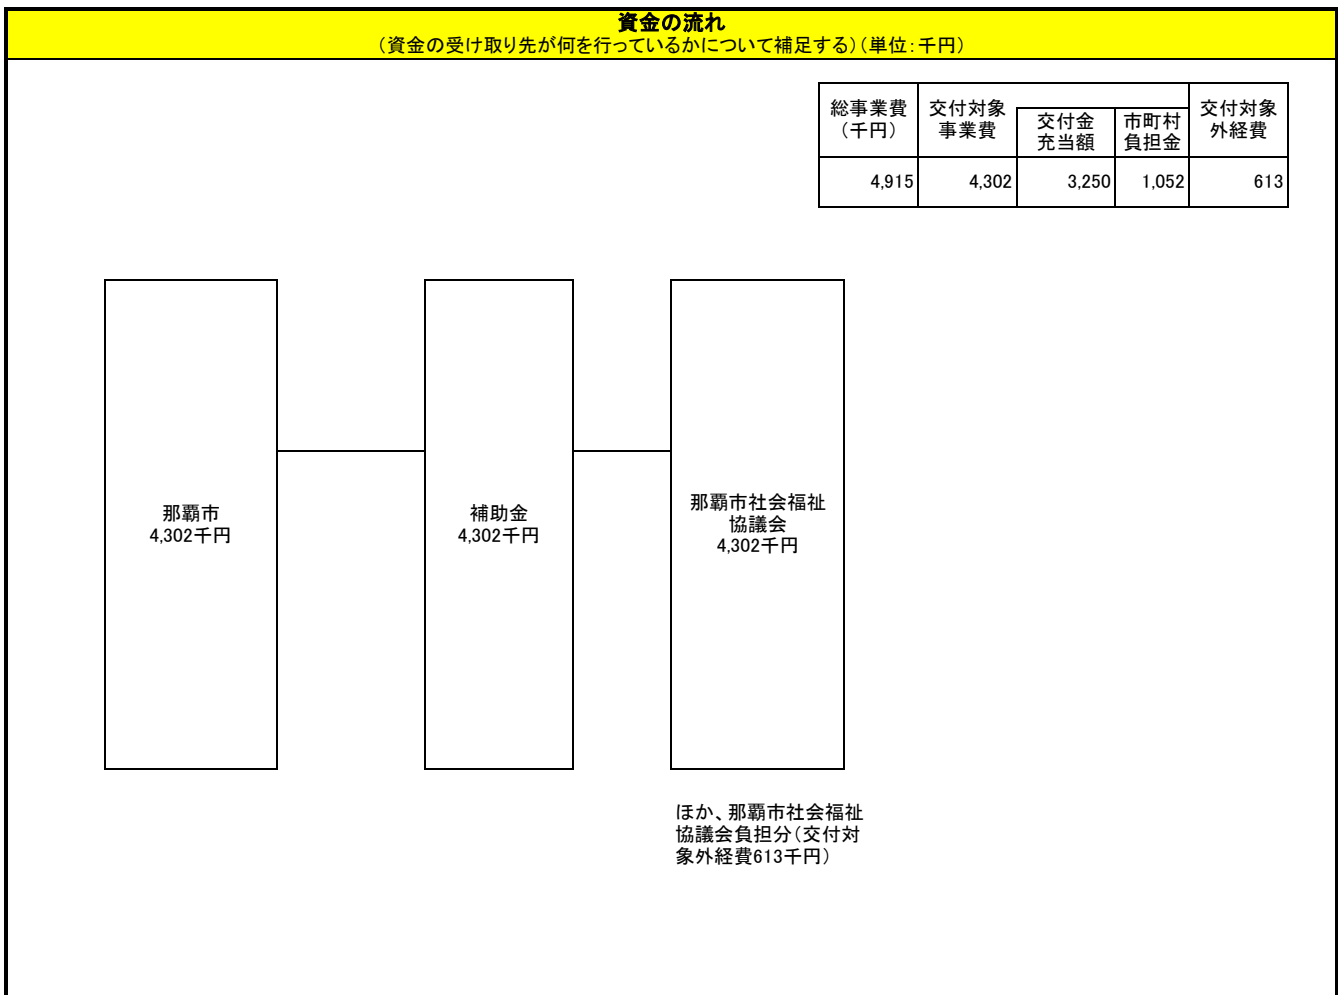 資金の流れ
（資金の受け取り先が何を行っているかについて補足する）（単位：千円）
総事業費
（千円）
交付対象
事業費
交付金
充当額
市町村
負担金
交付対象
外経費
4,915
4,302
3,250
1,052
613
那覇市
4,302千円
補助金
4,302千円
那覇市社会福祉
協議会
4,302千円
ほか、那覇市社会福祉
協議会負担分（交付対
象外経費613千円）